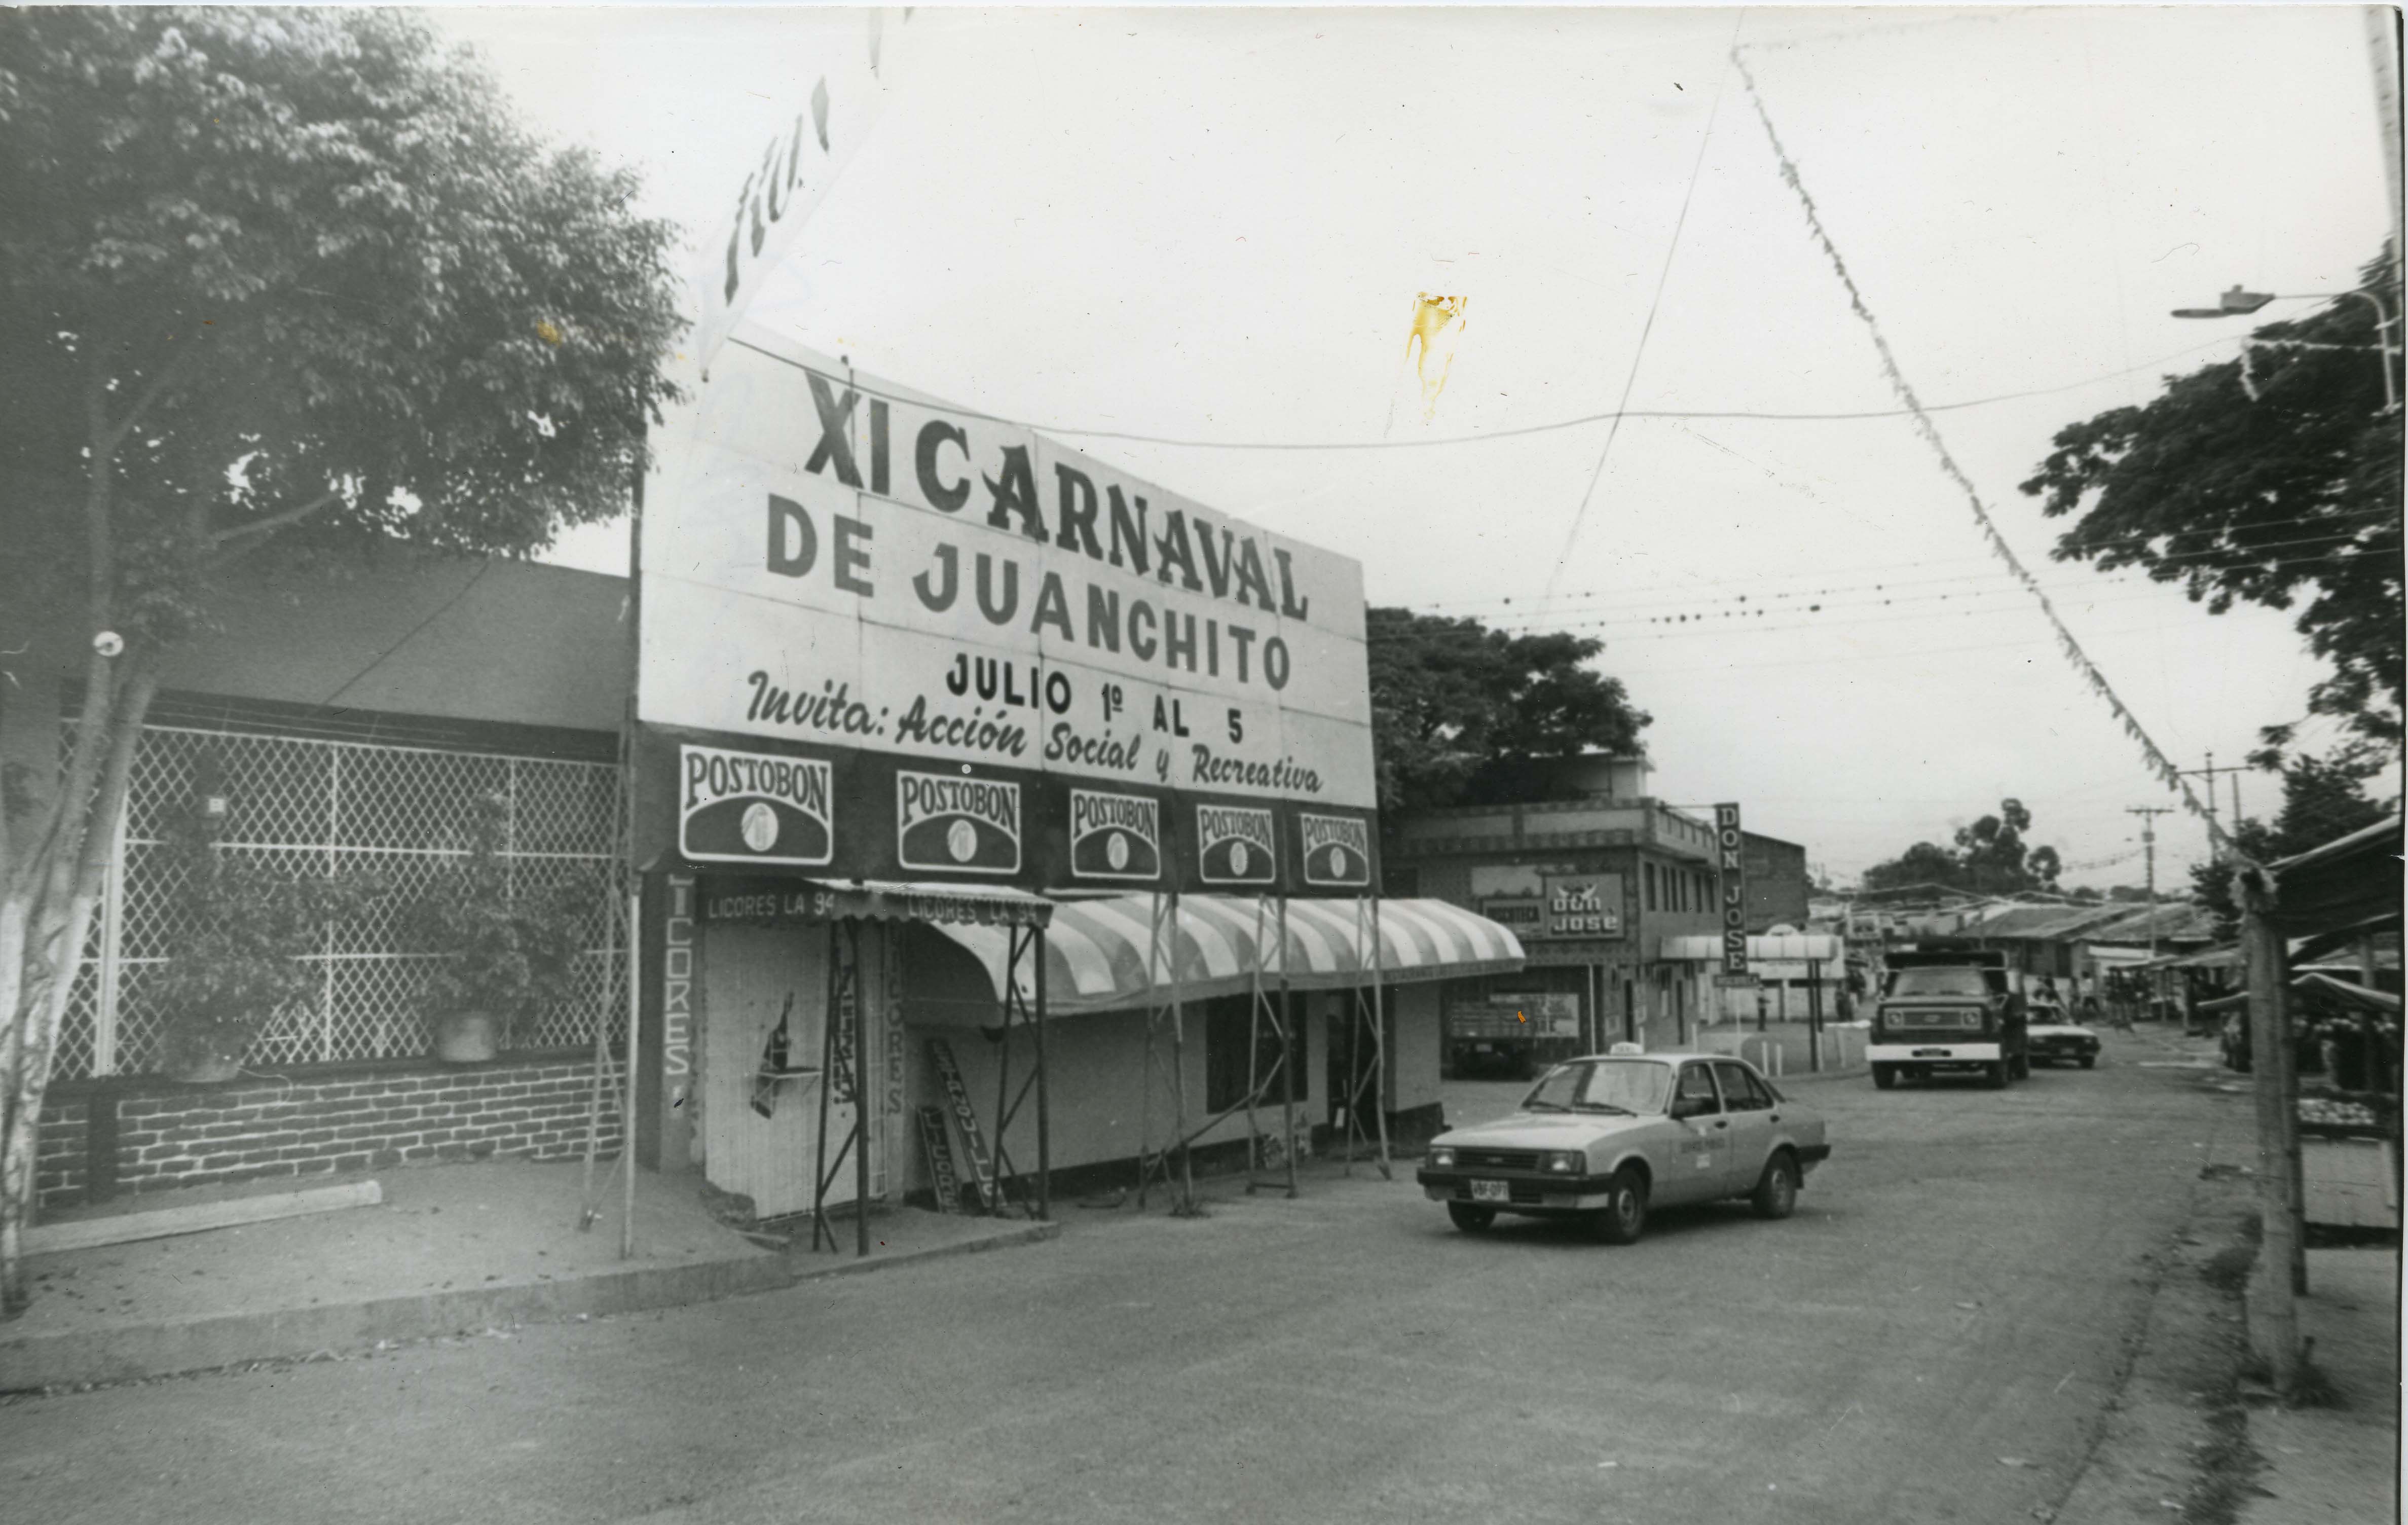 XI CARNAVAL
DE JUANCHITO
JULIO 1º AL 5
Invita: Acción Social y Recreativa
POSTOBON
POSTOBON
POSTOBON
POSTOBON
POSTOBON
LICORES LA 94
LICORES LA 94
LICORES
LICORES
DISCOTECA
DON
JOSE
DON JOSE